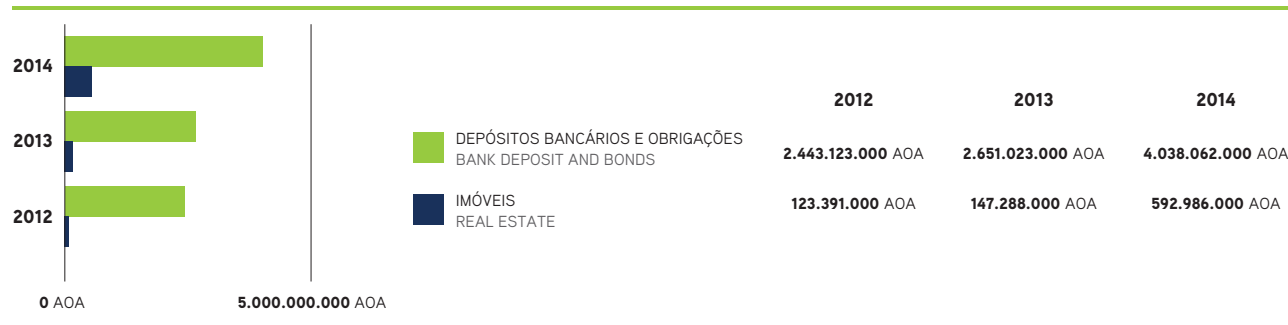 2014
2013
2012
0 AOA
5.000.000.000 AOA
DEPÓSITOS BANCÁRIOS E OBRIGAÇÕES
BANK DEPOSIT AND BONDS
IMÓVEIS
REAL ESTATE
2012 2013 2014
2.443.123.000 AOA 2.651.023.000 AOA 4.038.062.000 AOA
123.391.000 AOA 147.288.000 AOA 592.986.000 AOA